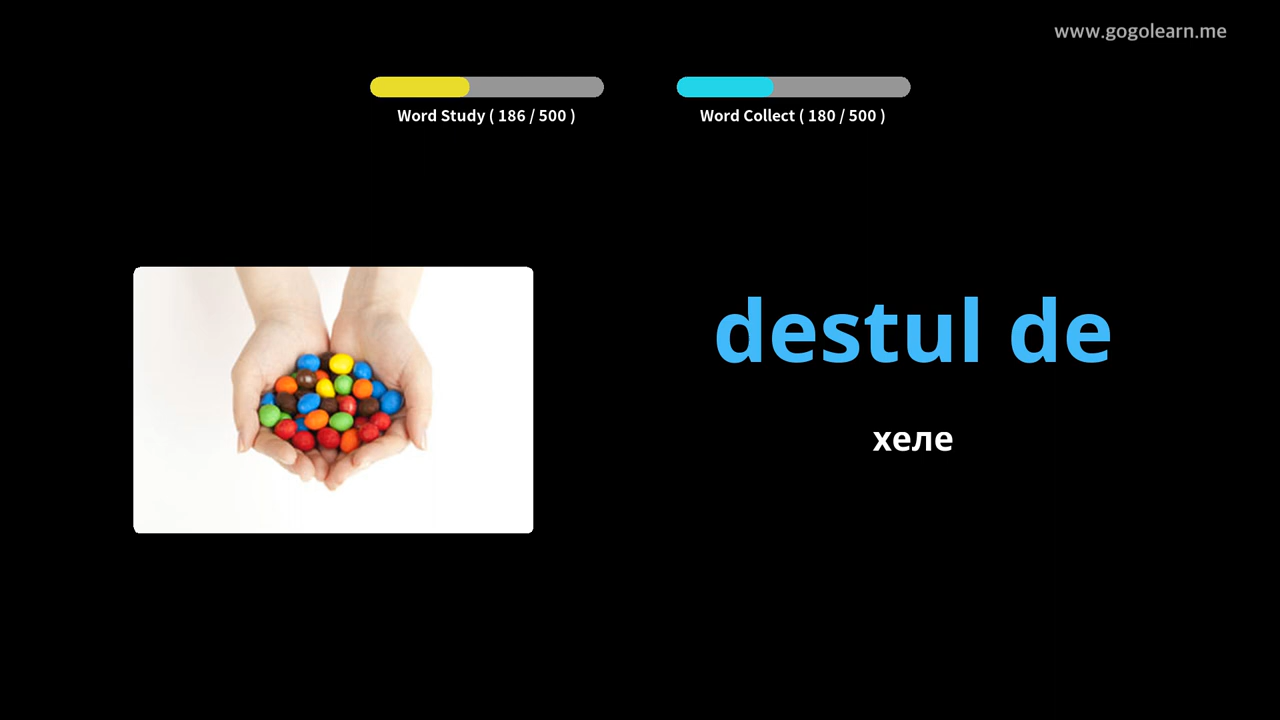 www.gogolearn.me
Word Study ( 186 / 500 )
Word Collect ( 180 / 500 )
destul de
хеле